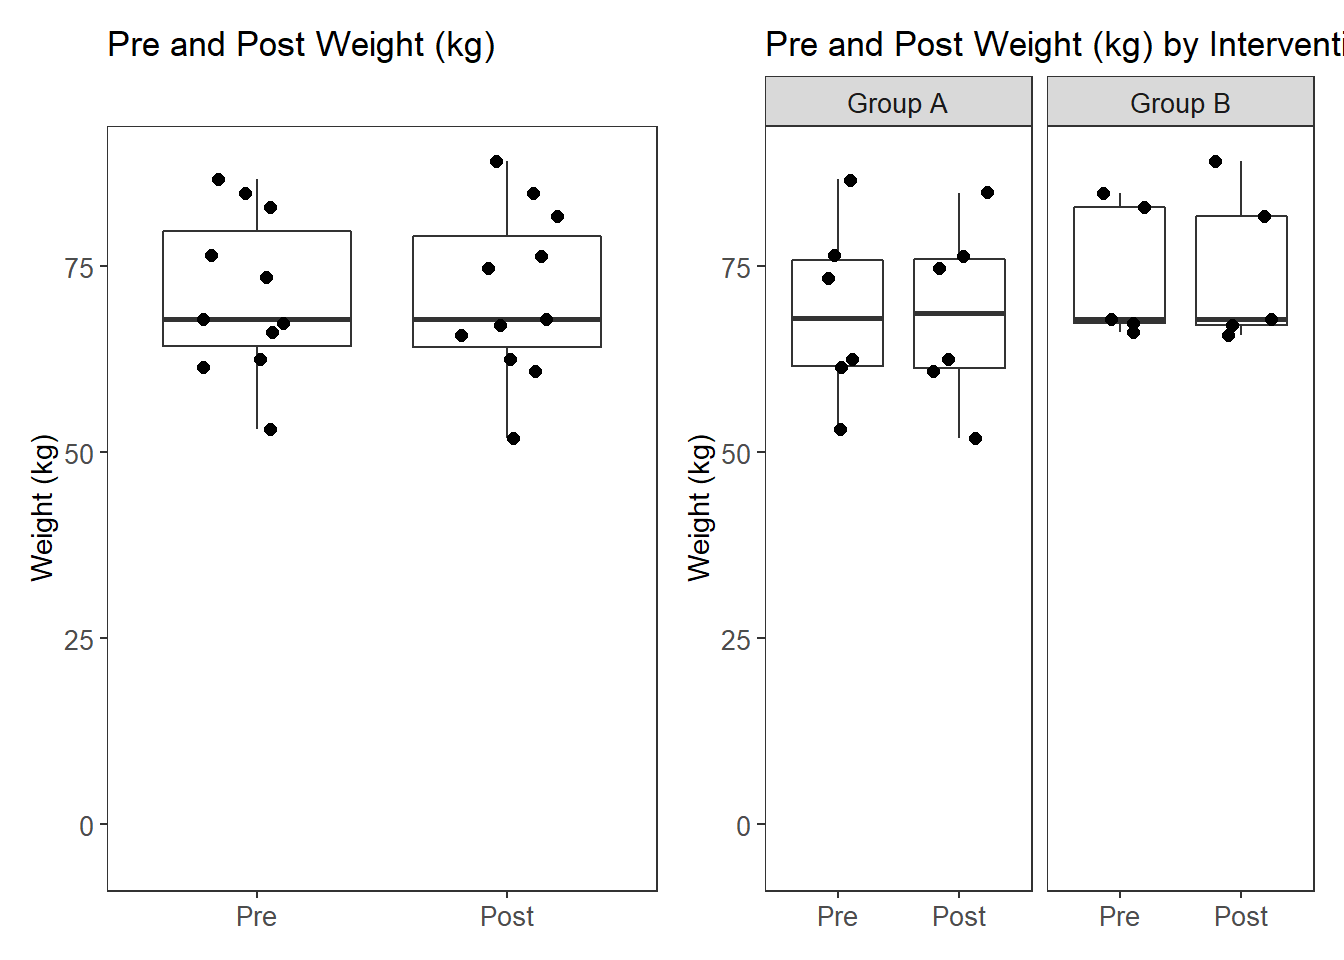 Pre and Post Weight (kg)
Weight (kg)
75
50
25
0
Pre
Post
Pre and Post Weight (kg) by Interventi
Group A
Group B
Weight (kg)
75
50
25
0
Pre
Post
Pre
Post